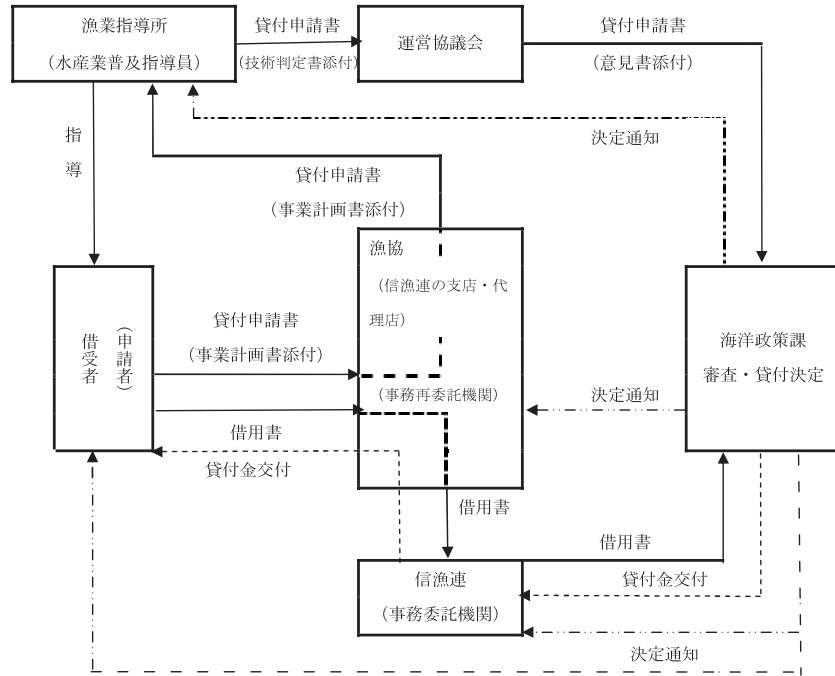 漁業指導所
（水産業普及指導員）
貸付申請書
（技術判定書添付）
運営協議会
貸付申請書
（意見書添付）
指
導
決定通知
貸付申請書
（事業計画書添付）
漁協
（信漁連の支店・代
理店）
（事務再委託機関）
借受者
（申請者）
貸付申請書
（事業計画書添付）
借用書
貸付金交付
海洋政策課
審査・貸付決定
決定通知
借用書
信漁連
（事務委託機関）
借用書
貸付金交付
決定通知